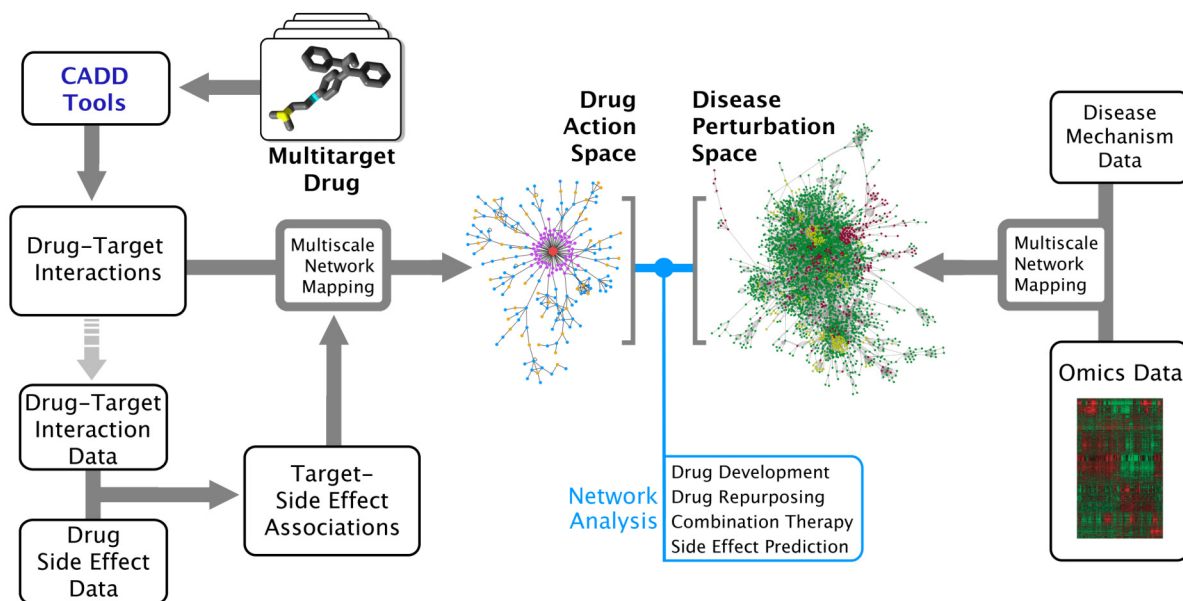 CADD
Tools
Multitarget
Drug
Drug–Target
Interactions
Multiscale
Network
Mapping
Drug
Action
Space
Disease
Perturbation
Space
Disease
Mechanism
Data
Multiscale
Network
Mapping
Omics Data
Drug–Target
Interaction
Data
Drug
Side Effect
Data
Target–
Side Effect
Associations
Network
Analysis
Drug Development
Drug Repurposing
Combination Therapy
Side Effect Prediction